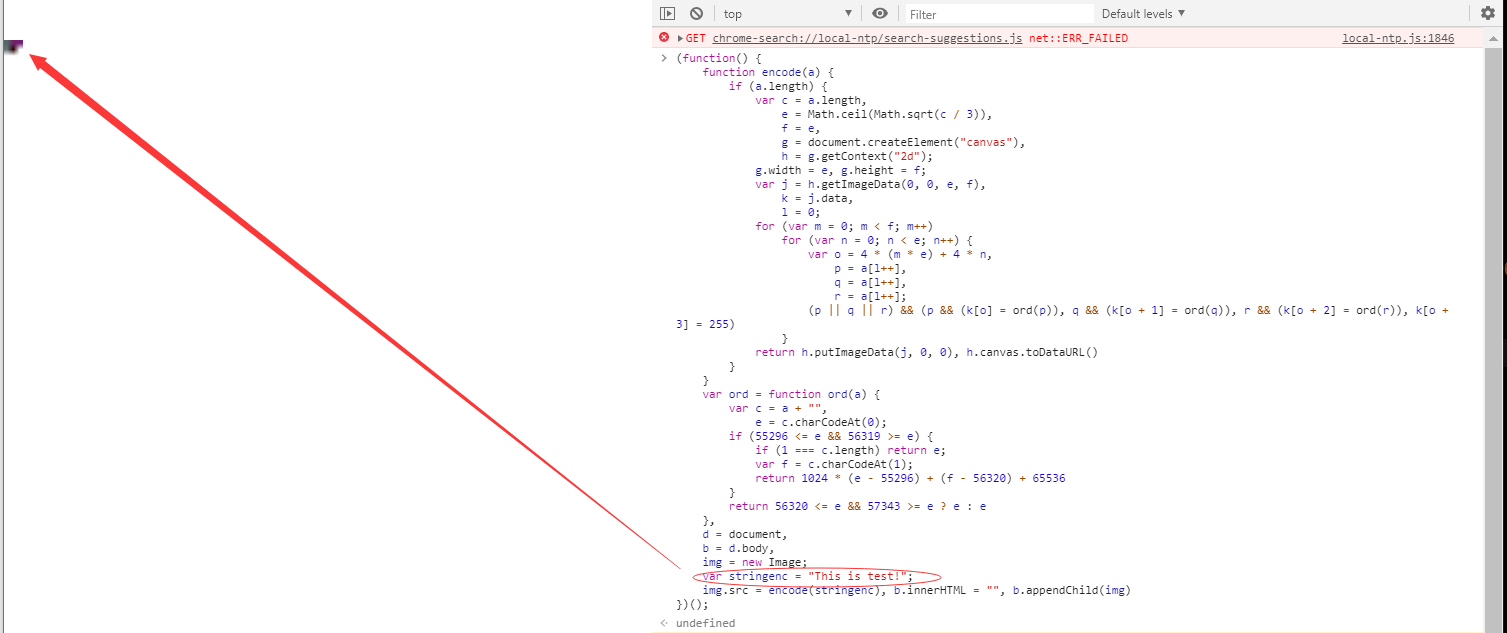 top ▼ Filter Default levels ▼
▶GET chrome-search://local-ntp/search-suggestions.js net::ERR_FAILED local-ntp.js:1846
> (function() {
    function encode(a) {
        if (a.length) {
            var c = a.length,
                e = Math.ceil(Math.sqrt(c / 3)),
                f = e,
                g = document.createElement("canvas"),
                h = g.getContext("2d");
            g.width = e, g.height = f;
            var j = h.getImageData(0, 0, e, f),
                k = j.data,
                l = 0;
            for (var m = 0; m < f; m++)
                for (var n = 0; n < e; n++) {
                    var o = 4 * (m * e) + 4 * n,
                        p = a[l++],
                        q = a[l++],
                        r = a[l++];
                    (p || q || r) && (p && (k[o] = ord(p)), q && (k[o + 1] = ord(q)), r && (k[o + 2] = ord(r)), k[o +
3] = 255)
                }
            return h.putImageData(j, 0, 0), h.canvas.toDataURL()
        }
    }
    var ord = function ord(a) {
        var c = a + "",
            e = c.charCodeAt(0);
        if (55296 <= e && 56319 >= e) {
            if (1 === c.length) return e;
            var f = c.charCodeAt(1);
            return 1024 * (e - 55296) + (f - 56320) + 65536
        }
        return 56320 <= e && 57343 >= e ? e : e
    },
    d = document,
    b = d.body,
    img = new Image;
    var stringenc = "This is test!";
    img.src = encode(stringenc), b.innerHTML = "", b.appendChild(img)
})();
undefined